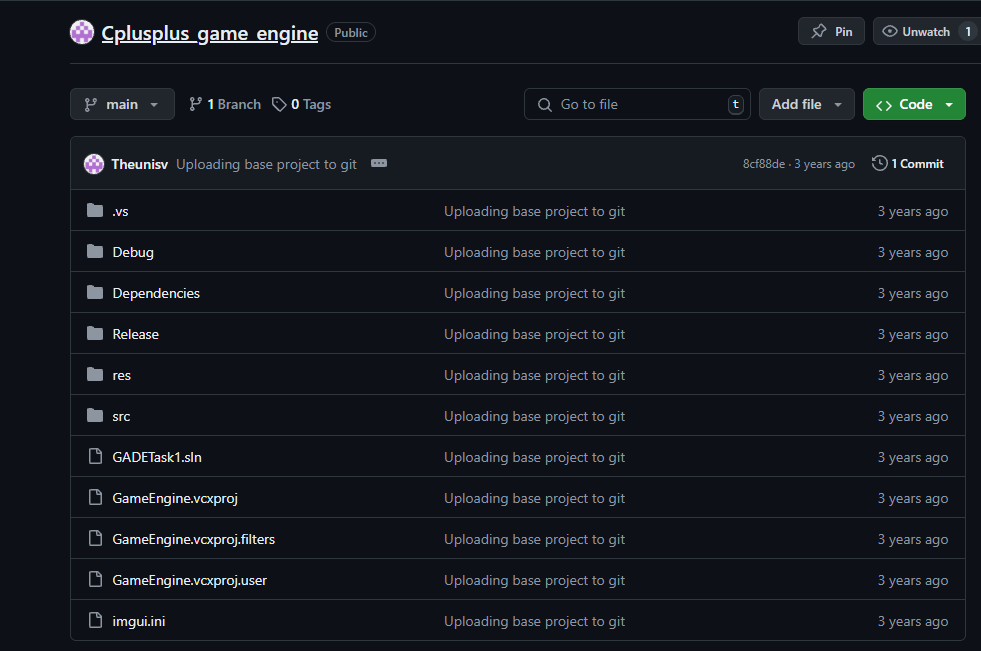 Cplusplus_game_engine Public Pin Unwatch 1
main 1 Branch 0 Tags Go to file t Add file Code
Theunisv Uploading base project to git 8cf88de · 3 years ago 1 Commit
.vs Uploading base project to git 3 years ago
Debug Uploading base project to git 3 years ago
Dependencies Uploading base project to git 3 years ago
Release Uploading base project to git 3 years ago
res Uploading base project to git 3 years ago
src Uploading base project to git 3 years ago
GADETask1.sln Uploading base project to git 3 years ago
GameEngine.vcxproj Uploading base project to git 3 years ago
GameEngine.vcxproj.filters Uploading base project to git 3 years ago
GameEngine.vcxproj.user Uploading base project to git 3 years ago
imgui.ini Uploading base project to git 3 years ago